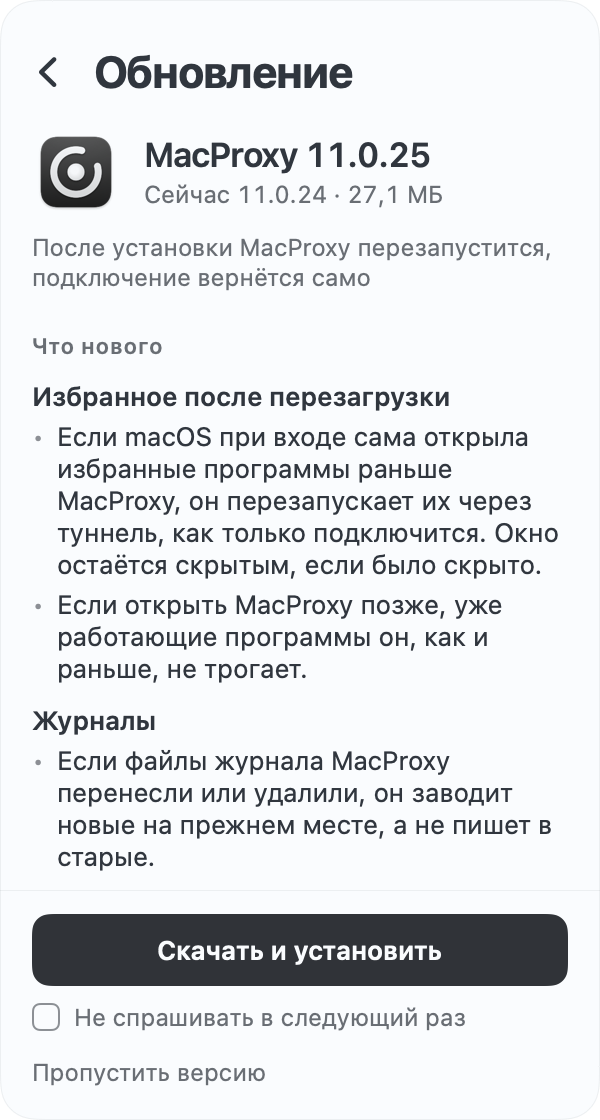 Обновление
MacProxy 11.0.25
Сейчас 11.0.24 · 27,1 МБ
После установки MacProxy перезапустится,
подключение вернётся само
Что нового
Избранное после перезагрузки
• Если macOS при входе сама открыла
избранные программы раньше
MacProxy, он перезапускает их через
туннель, как только подключится. Окно
остаётся скрытым, если было скрыто.
• Если открыть MacProxy позже, уже
работающие программы он, как и
раньше, не трогает.
Журналы
• Если файлы журнала MacProxy
перенесли или удалили, он заводит
новые на прежнем месте, а не пишет в
старые.
Скачать и установить
Не спрашивать в следующий раз
Пропустить версию